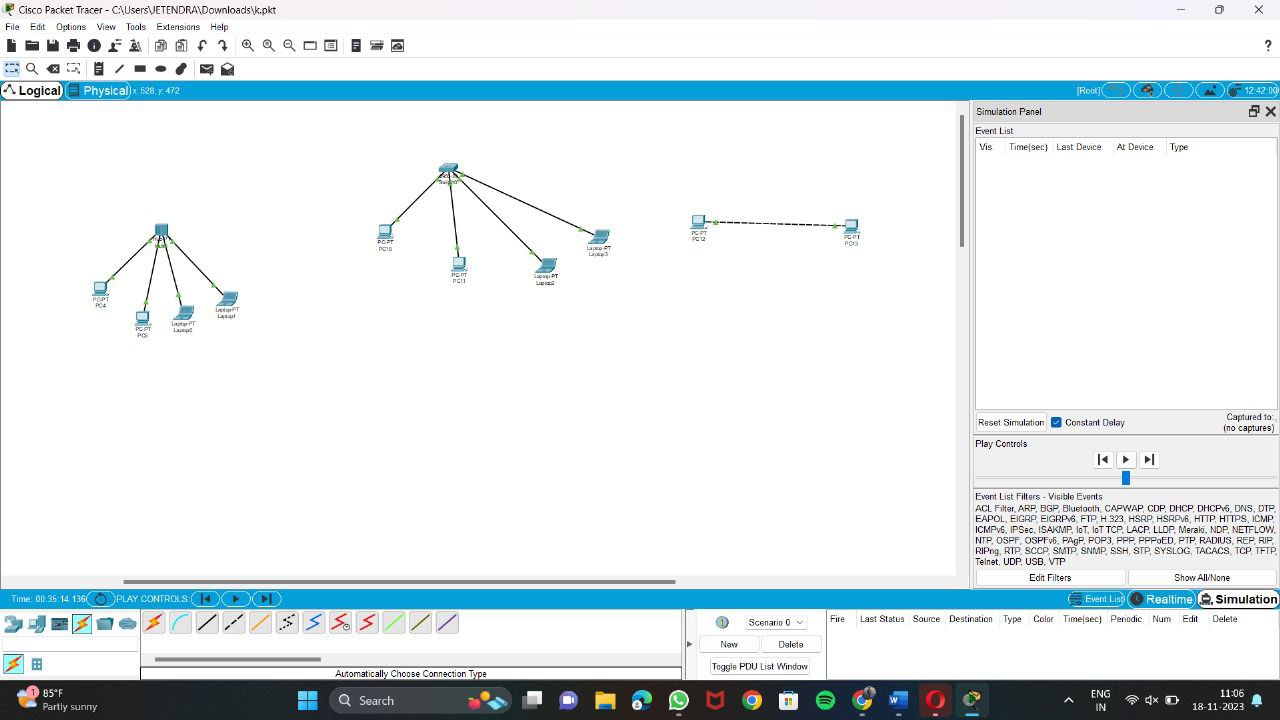 Cisco Packet Tracer - C:\Users\JETENDRA\Downloads\k.pkt
File Edit Options View Tools Extensions Help
?
Logical Physical x: 528, y: 472 [Root] 12:42:00
Simulation Panel
Event List
Vis. Time(sec) Last Device At Device Type
PC-PT
PC4
PC-PT
PC5
Laptop-PT
Laptop0
Laptop-PT
Laptop1
Switch0
PC-PT
PC10
PC-PT
PC11
Laptop-PT
Laptop2
Laptop-PT
Laptop3
PC-PT
PC12
PC-PT
PC13
Reset Simulation Constant Delay Captured to:
(no captures)
Play Controls
Event List Filters - Visible Events
ACL Filter, ARP, BGP, Bluetooth, CAPWAP, CDP, DHCP, DHCPv6, DNS, DTP,
EAPOL, EIGRP, EIGRPv6, FTP, H.323, HSRP, HSRPv6, HTTP, HTTPS, ICMP,
ICMPv6, IPSec, ISAKMP, IoT, IoT TCP, LACP, LLDP, Meraki, NDP, NETFLOW,
NTP, OSPF, OSPFv6, PAgP, POP3, PPP, PPPoED, PTP, RADIUS, REP, RIP,
RIPng, RTP, SCCP, SMTP, SNMP, SSH, STP, SYSLOG, TACACS, TCP, TFTP,
Telnet, UDP, USB, VTP
Edit Filters Show All/None
Time: 00:35:14.136 PLAY CONTROLS: Event List Realtime Simulation
Scenario 0
New Delete
Toggle PDU List Window
Fire Last Status Source Destination Type Color Time(sec) Periodic Num Edit Delete
Automatically Choose Connection Type
1
85°F
Partly sunny
Search
ENG
IN
11:06
18-11-2023